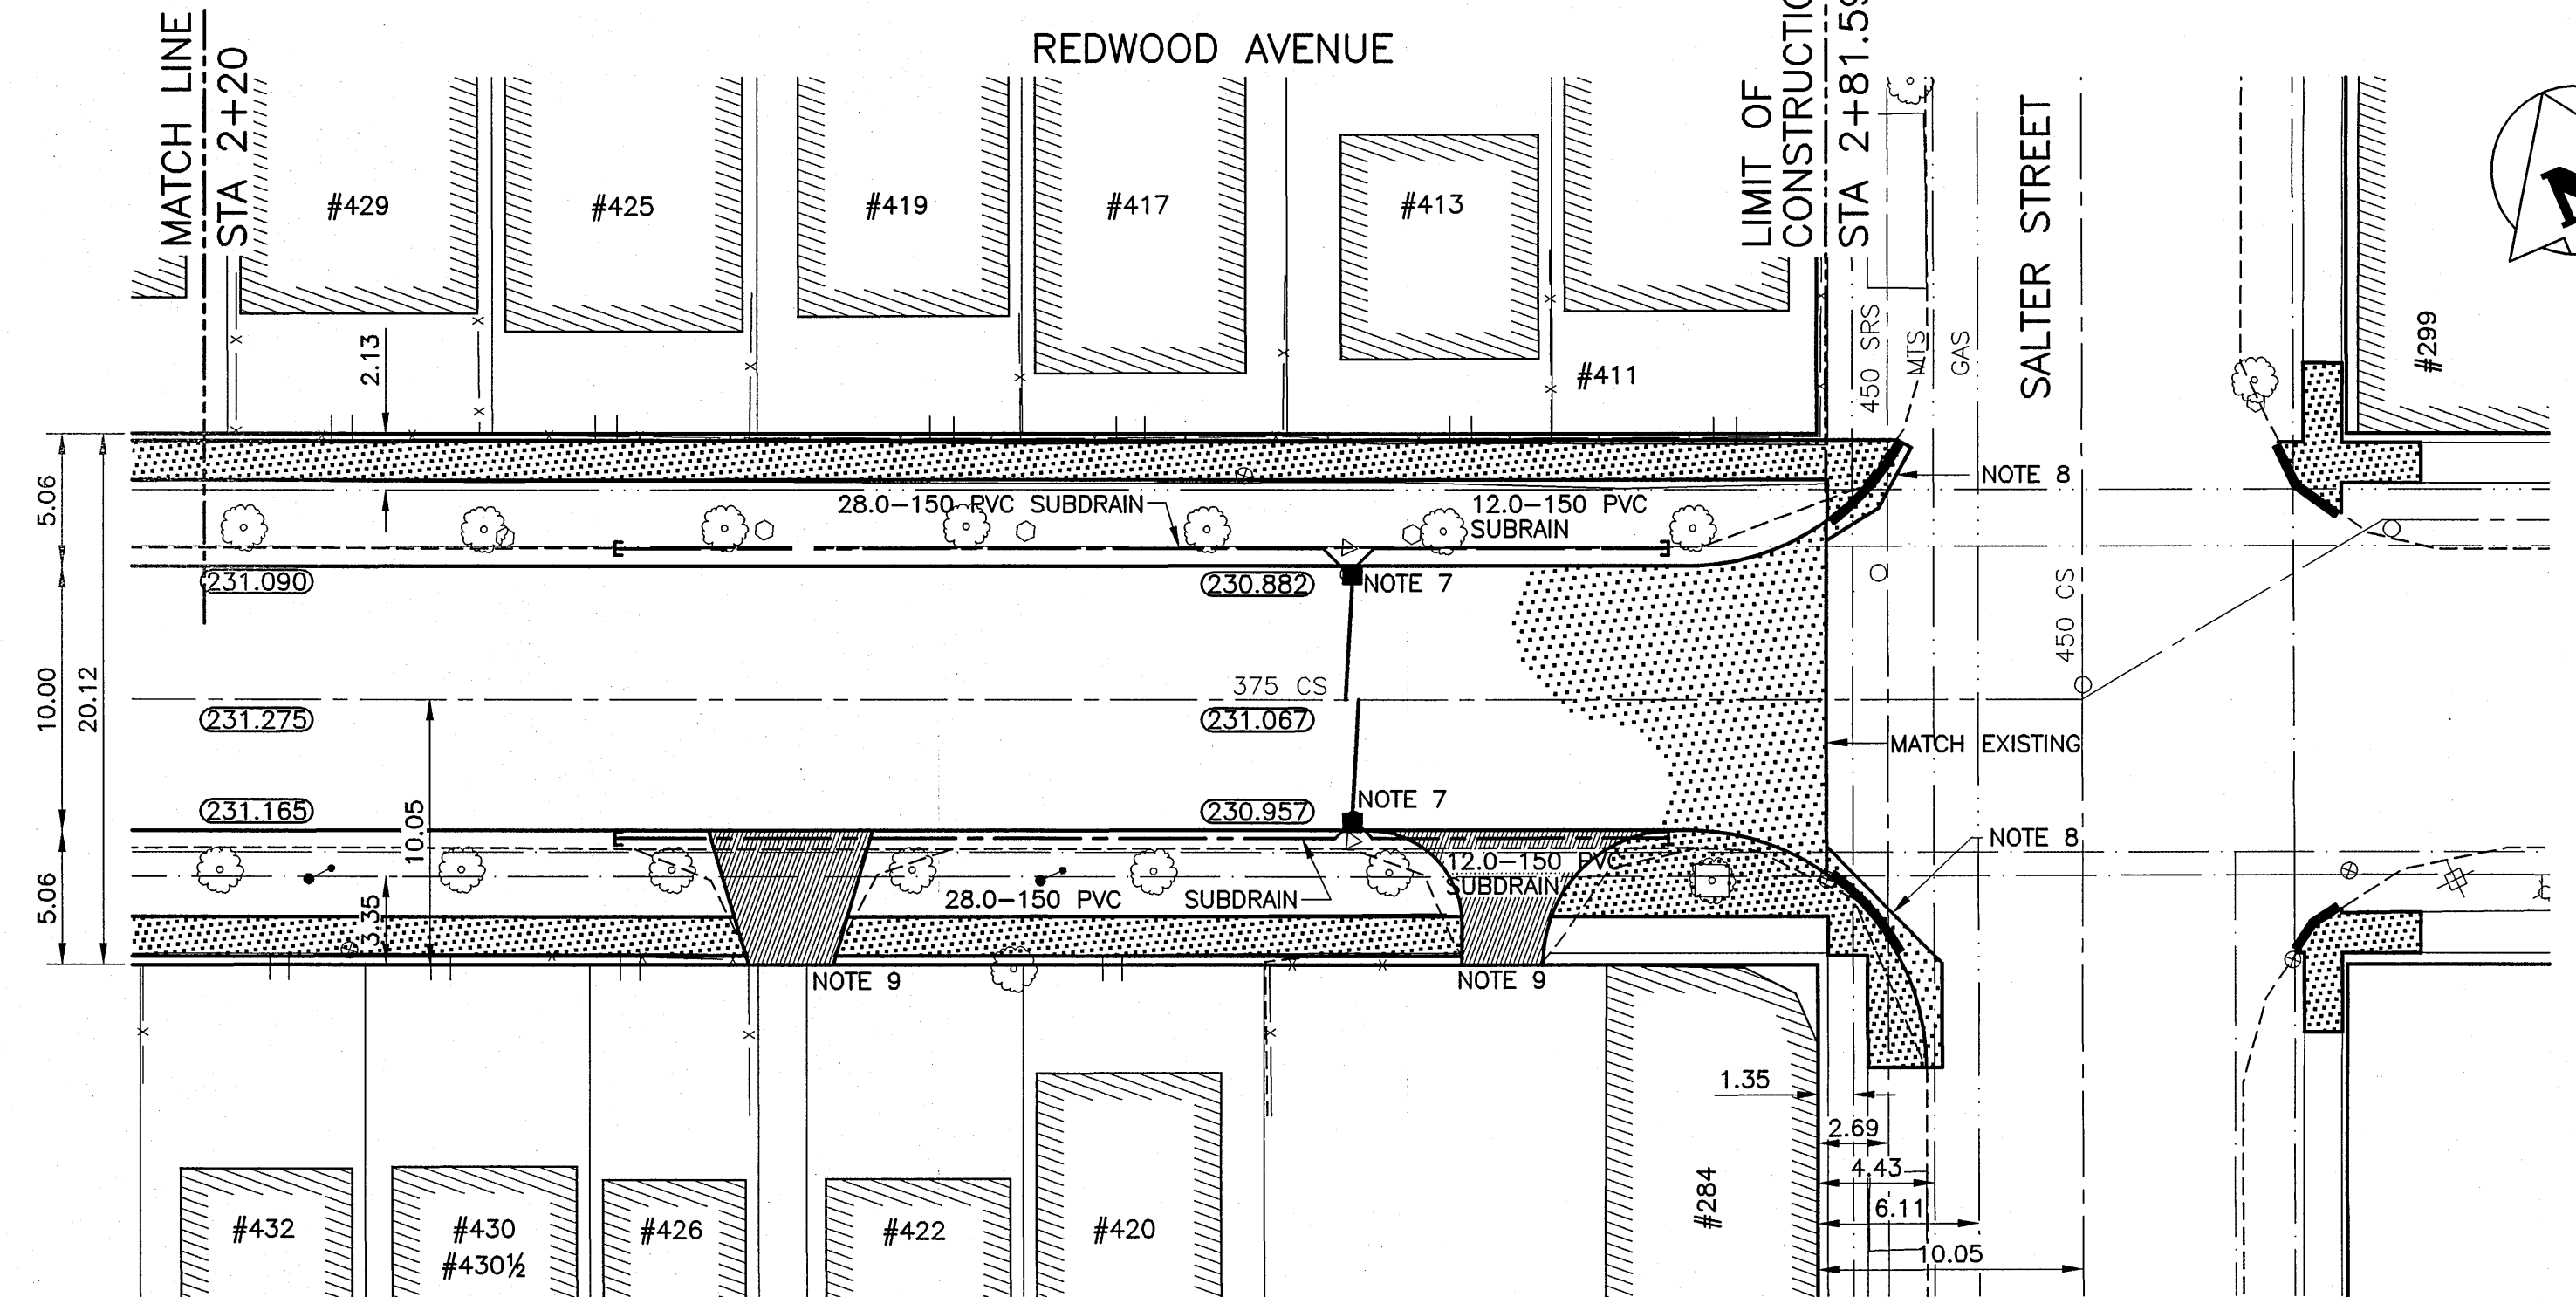 REDWOOD AVENUE
MATCH LINE
STA 2+20
LIMIT OF
CONSTRUCTIO
STA 2+81.59
SALTER STREET
#429
#425
#419
#417
#413
#411
#299
2.13
450 SRS
MTS
GAS
5.06
28.0-150 PVC SUBDRAIN
12.0-150 PVC
SUBRAIN
NOTE 8
231.090
230.882
NOTE 7
10.00
20.12
375 CS
450 CS
231.275
231.067
MATCH EXISTING
231.165
10.05
230.957
NOTE 7
NOTE 8
5.06
3.35
28.0-150 PVC SUBDRAIN
12.0-150 PVC
SUBDRAIN
NOTE 9
NOTE 9
1.35
2.69
4.43
6.11
10.05
#432
#430
#430½
#426
#422
#420
#284